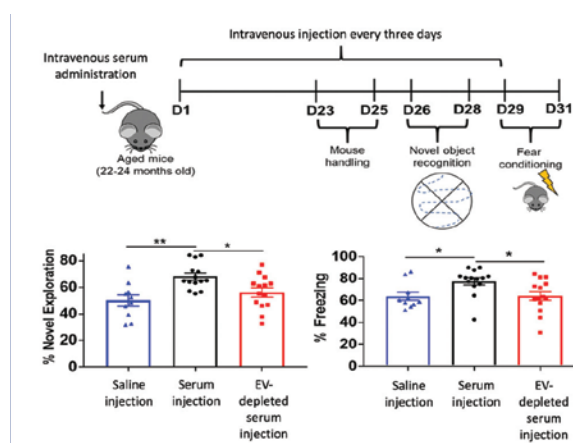 Intravenous injection every three days
Intravenous serum
administration
D1
D23
D25
D26
D28
D29
D31
Aged mice
(22-24 months old)
Mouse
handling
Novel object
recognition
Fear
conditioning
% Novel Exploration
80
60
40
20
0
**
*
Saline
injection
Serum
injection
EV-
depleted
serum
injection
% Freezing
100
80
60
40
20
0
*
*
Saline
injection
Serum
injection
EV-
depleted
serum
injection